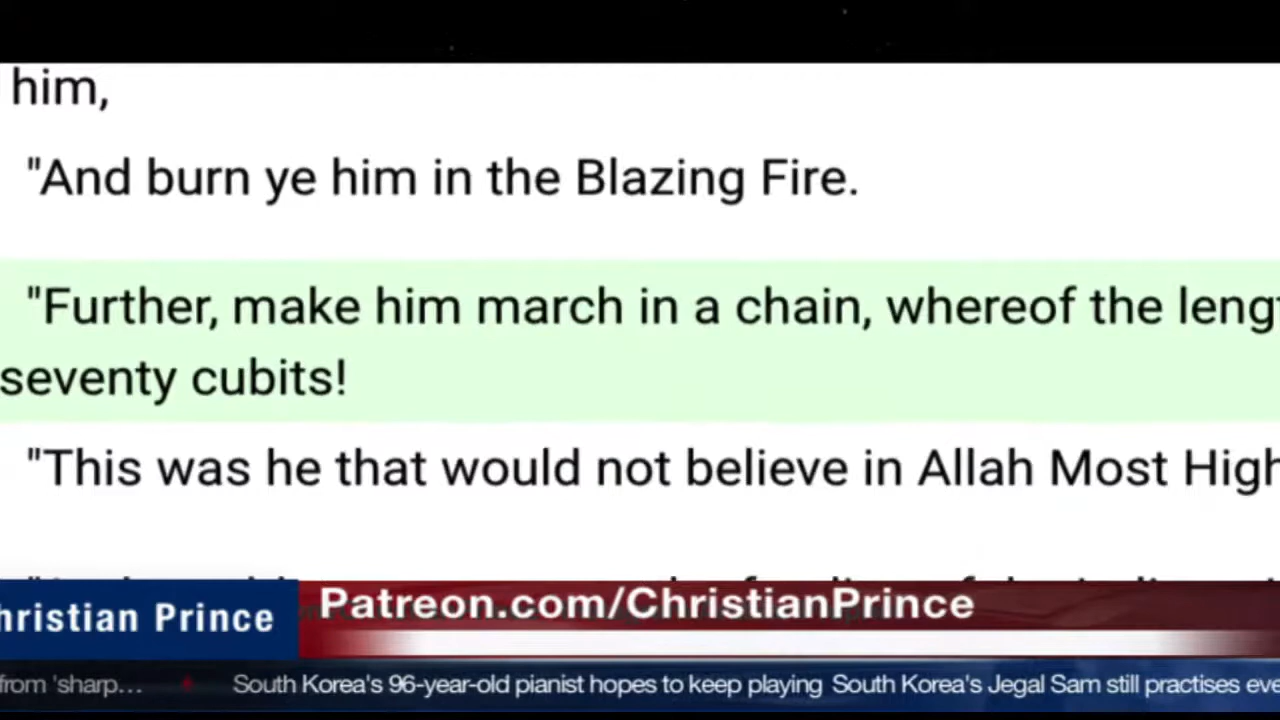 him,
"And burn ye him in the Blazing Fire.
"Further, make him march in a chain, whereof the leng
seventy cubits!
"This was he that would not believe in Allah Most High
hristian Prince
Patreon.com/ChristianPrince
from 'sharp... South Korea's 96-year-old pianist hopes to keep playing South Korea's Jegal Sam still practises eve